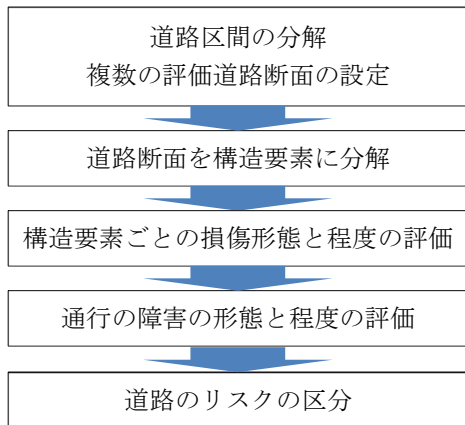 道路区間の分解
複数の評価道路断面の設定
道路断面を構造要素に分解
構造要素ごとの損傷形態と程度の評価
通行の障害の形態と程度の評価
道路のリスクの区分